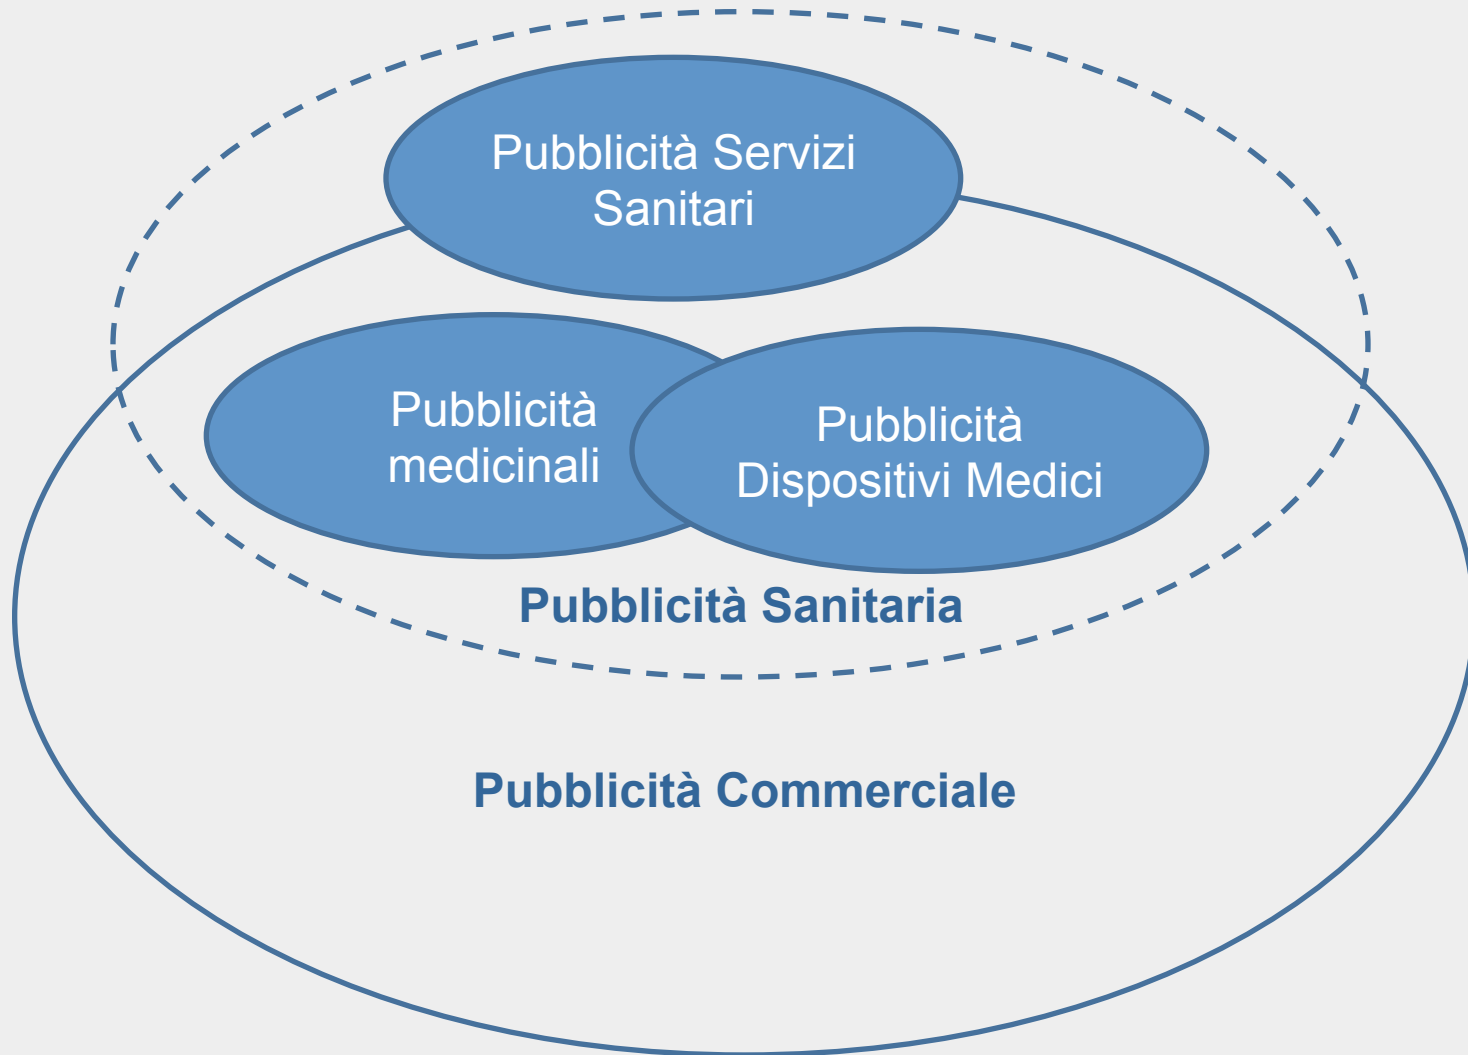 Pubblicità Servizi
Sanitari
Pubblicità
medicinali
Pubblicità
Dispositivi Medici
Pubblicità Sanitaria
Pubblicità Commerciale